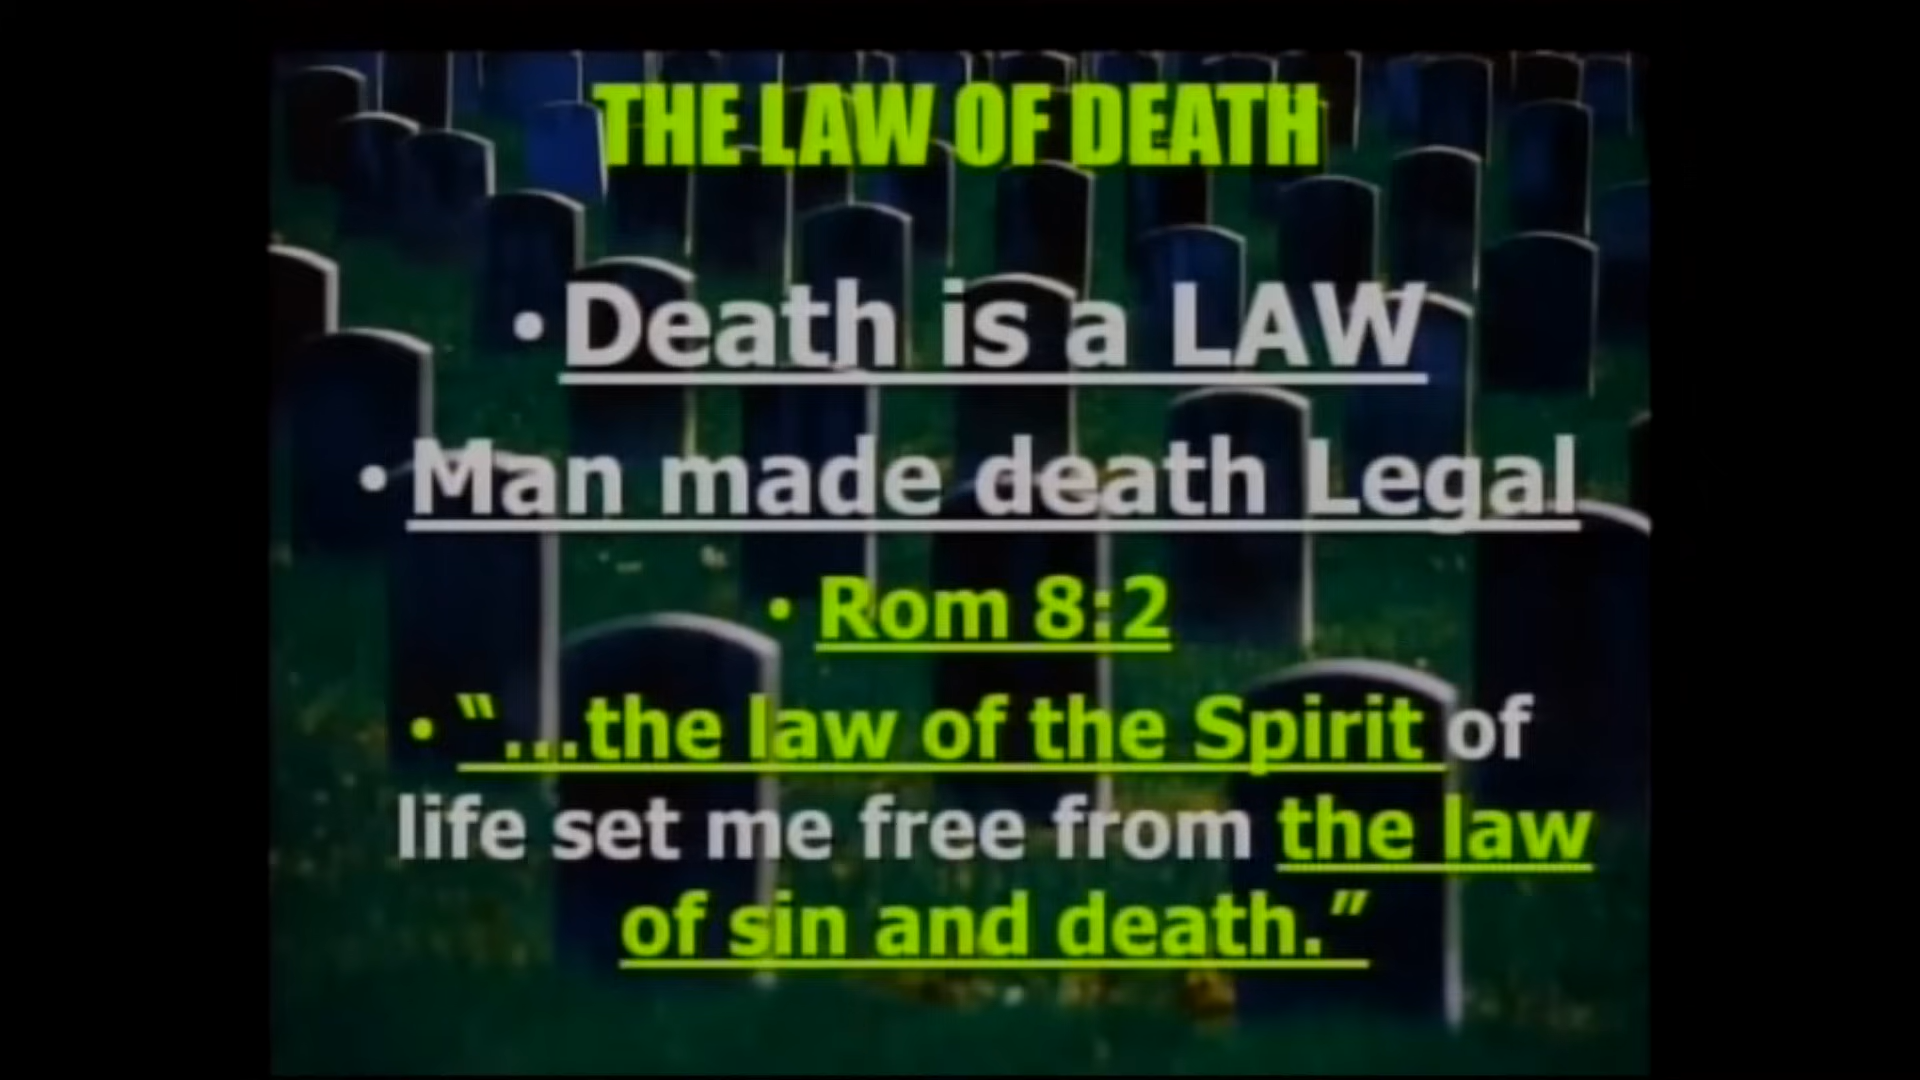 THE LAW OF DEATH
• Death is a LAW
• Man made death Legal
• Rom 8:2
• “…the law of the Spirit of
life set me free from the law
of sin and death.”